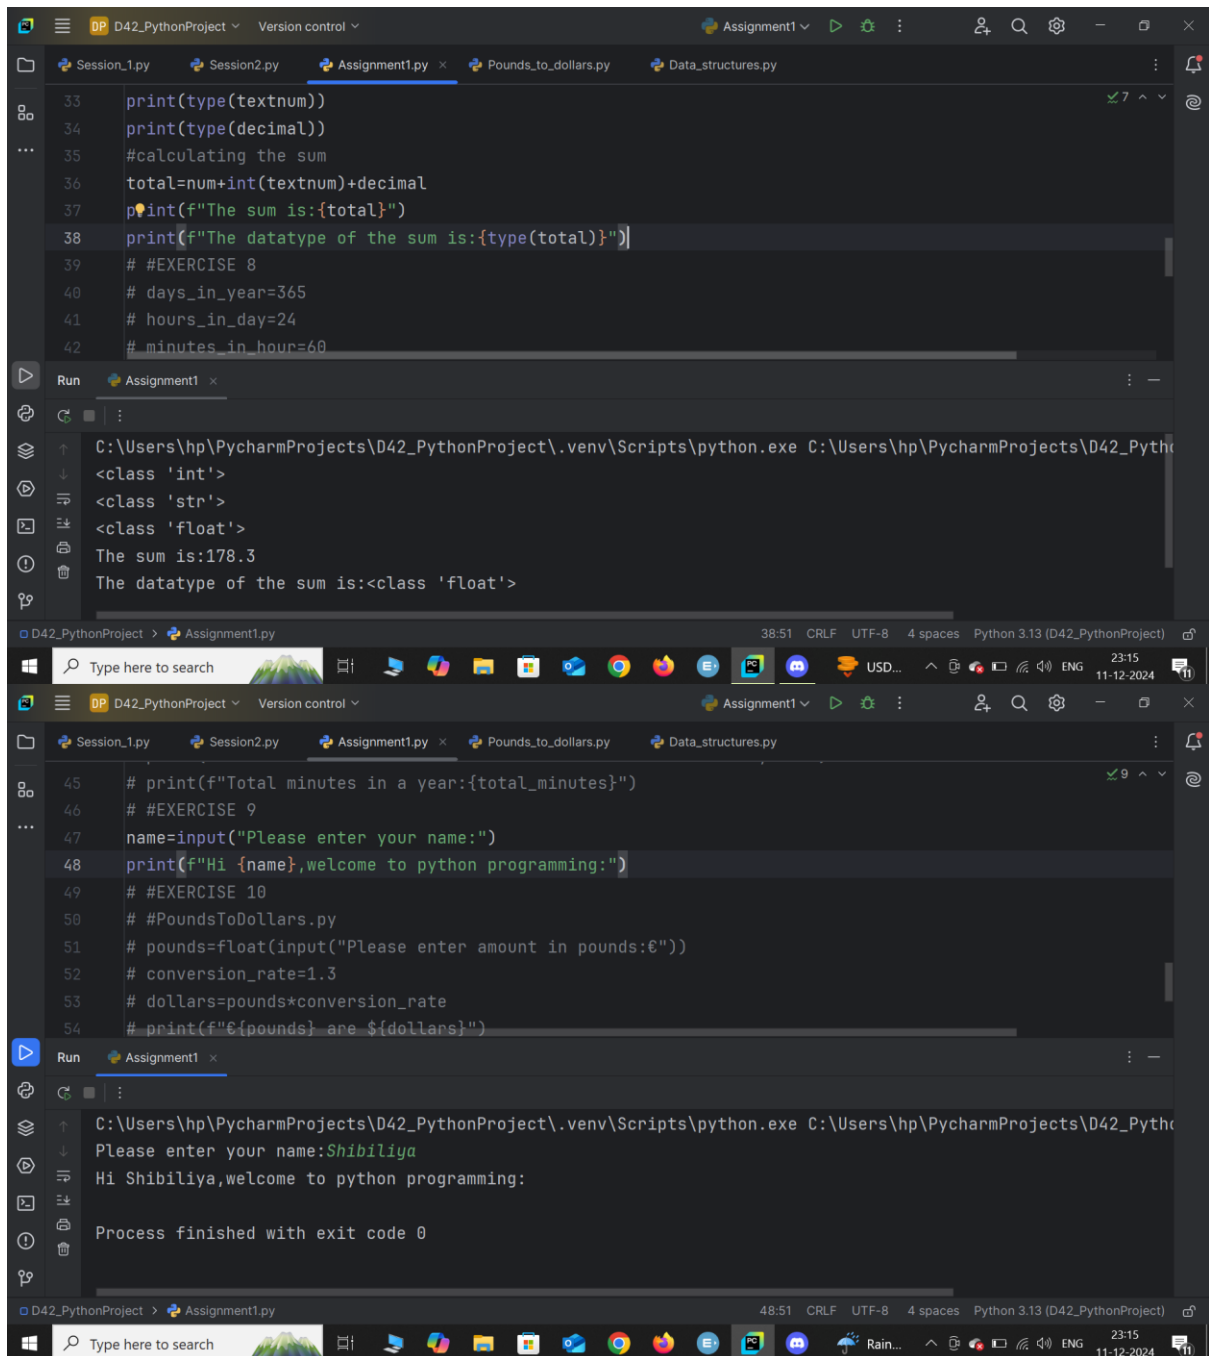 DP D42_PythonProject Version control Assignment1
Session_1.py Session2.py Assignment1.py Pounds_to_dollars.py Data_structures.py
33 print(type(textnum))
7
34 print(type(decimal))
35 #calculating the sum
36 total=num+int(textnum)+decimal
37 print(f"The sum is:{total}")
38 print(f"The datatype of the sum is:{type(total)}")
39 # #EXERCISE 8
40 # days_in_year=365
41 # hours_in_day=24
42 # minutes_in_hour=60
Run Assignment1
C:\Users\hp\PycharmProjects\D42_PythonProject\.venv\Scripts\python.exe C:\Users\hp\PycharmProjects\D42_Pytho
<class 'int'>
<class 'str'>
<class 'float'>
The sum is:178.3
The datatype of the sum is:<class 'float'>
D42_PythonProject > Assignment1.py 38:51 CRLF UTF-8 4 spaces Python 3.13 (D42_PythonProject)
Type here to search USD... ENG 23:15
11-12-2024 11
DP D42_PythonProject Version control Assignment1
Session_1.py Session2.py Assignment1.py Pounds_to_dollars.py Data_structures.py
45 # print(f"Total minutes in a year:{total_minutes}")
9
46 # #EXERCISE 9
47 name=input("Please enter your name:")
48 print(f"Hi {name},welcome to python programming:")
49 # #EXERCISE 10
50 # #PoundsToDollars.py
51 # pounds=float(input("Please enter amount in pounds:€"))
52 # conversion_rate=1.3
53 # dollars=pounds*conversion_rate
54 # print(f"€{pounds} are ${dollars}")
Run Assignment1
C:\Users\hp\PycharmProjects\D42_PythonProject\.venv\Scripts\python.exe C:\Users\hp\PycharmProjects\D42_Pytho
Please enter your name:Shibiliya
Hi Shibiliya,welcome to python programming:
Process finished with exit code 0
D42_PythonProject > Assignment1.py 48:51 CRLF UTF-8 4 spaces Python 3.13 (D42_PythonProject)
Type here to search Rain... ENG 23:15
11-12-2024 11